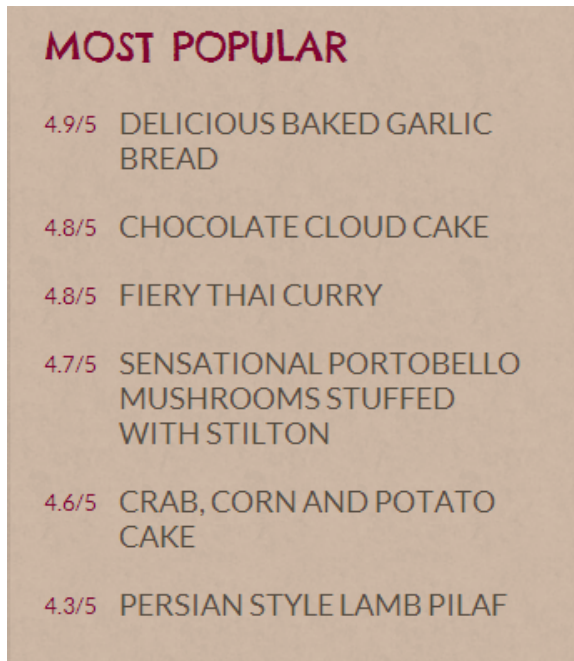 MOST POPULAR
4.9/5 DELICIOUS BAKED GARLIC
BREAD
4.8/5 CHOCOLATE CLOUD CAKE
4.8/5 FIERY THAI CURRY
4.7/5 SENSATIONAL PORTOBELLO
MUSHROOMS STUFFED
WITH STILTON
4.6/5 CRAB, CORN AND POTATO
CAKE
4.3/5 PERSIAN STYLE LAMB PILAF